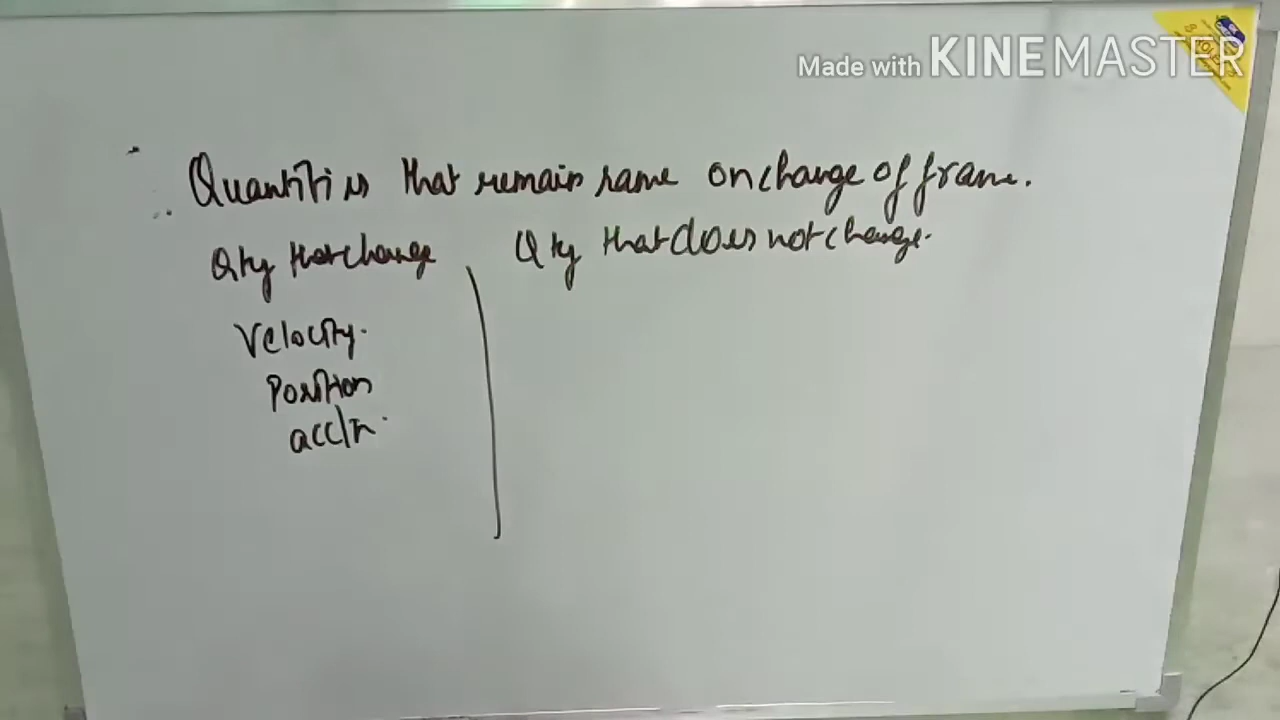 Made with KINEMASTER
Quantities that remain same on change of frame.
Qty that change
Qty that does not change.
Velocity.
Position
acc/n.